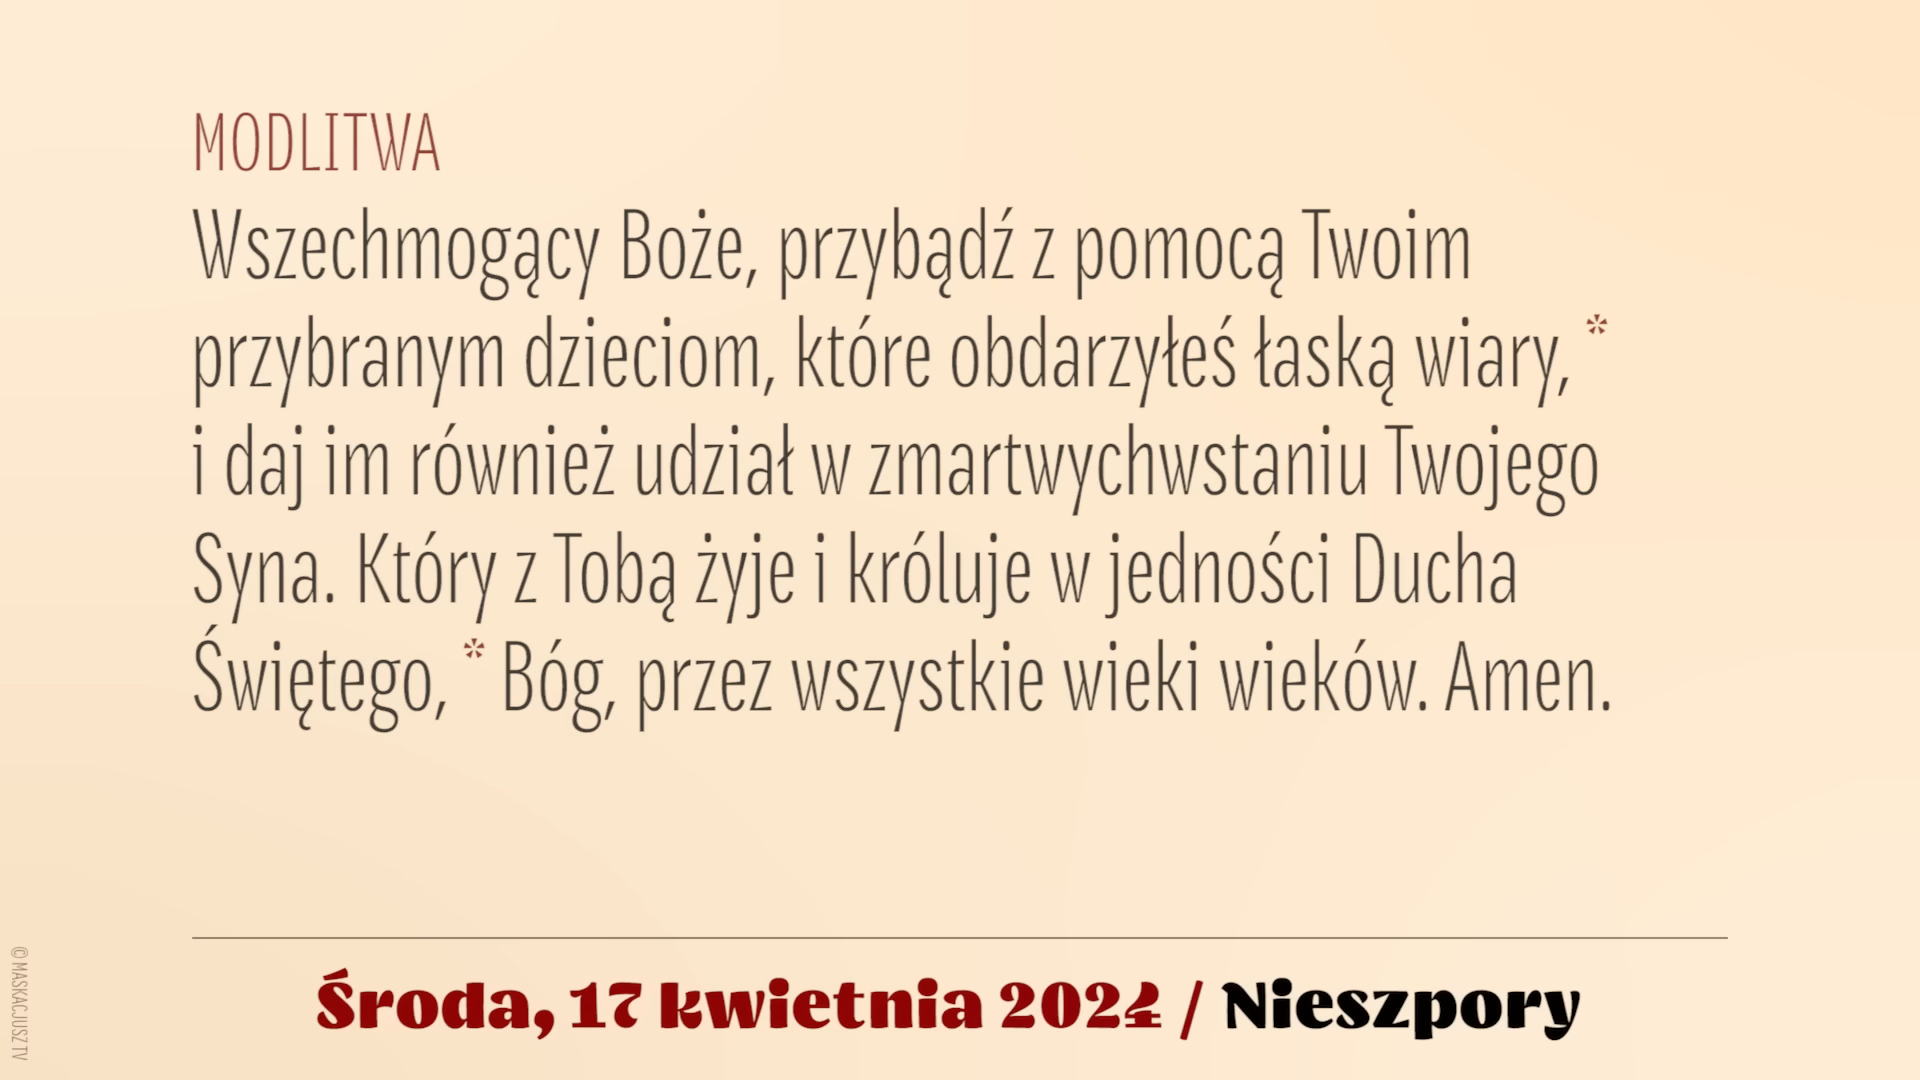 MODLITWA
Wszechmogący Boże, przybądź z pomocą Twoim
przybranym dzieciom, które obdarzyłeś łaską wiary, *
i daj im również udział w zmartwychwstaniu Twojego
Syna. Który z Tobą żyje i króluje w jedności Ducha
Świętego, * Bóg, przez wszystkie wieki wieków. Amen.
Środa, 17 kwietnia 2024 / Nieszpory
© MASKACJUSZ TV